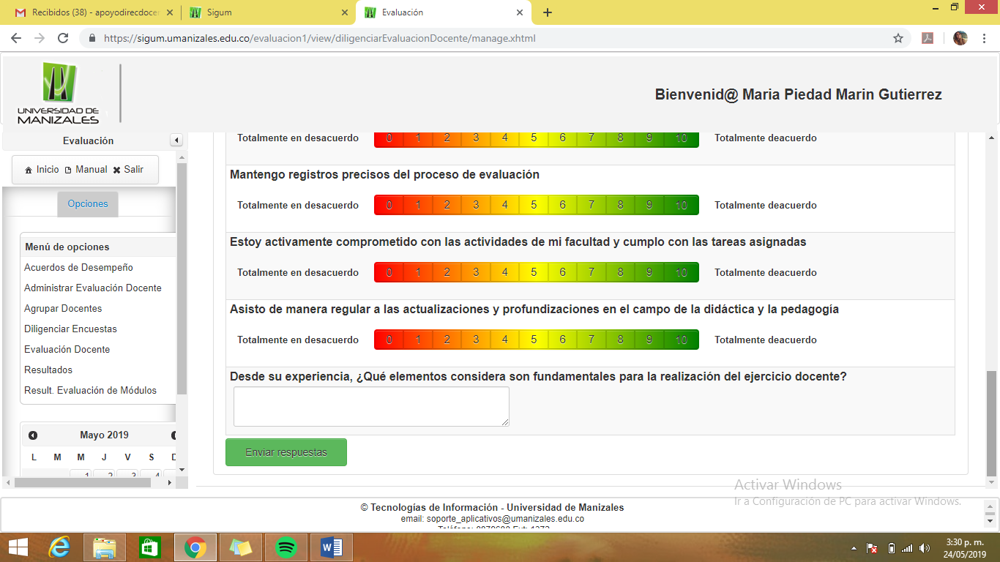 Recibidos (38) - apoyodirecdocen
Sigum
Evaluación
https://sigum.umanizales.edu.co/evaluacion1/view/diligenciarEvaluacionDocente/manage.xhtml
UNIVERSIDAD DE
MANIZALES
Bienvenid@ Maria Piedad Marin Gutierrez
Evaluación
Inicio Manual Salir
Opciones
Menú de opciones
Acuerdos de Desempeño
Administrar Evaluación Docente
Agrupar Docentes
Diligenciar Encuestas
Evaluación Docente
Resultados
Result. Evaluación de Módulos
Mayo 2019
L M M J V S D
1 2 3 4
Totalmente en desacuerdo 0 1 2 3 4 5 6 7 8 9 10 Totalmente deacuerdo
Mantengo registros precisos del proceso de evaluación
Totalmente en desacuerdo 0 1 2 3 4 5 6 7 8 9 10 Totalmente deacuerdo
Estoy activamente comprometido con las actividades de mi facultad y cumplo con las tareas asignadas
Totalmente en desacuerdo 0 1 2 3 4 5 6 7 8 9 10 Totalmente deacuerdo
Asisto de manera regular a las actualizaciones y profundizaciones en el campo de la didáctica y la pedagogía
Totalmente en desacuerdo 0 1 2 3 4 5 6 7 8 9 10 Totalmente deacuerdo
Desde su experiencia, ¿Qué elementos considera son fundamentales para la realización del ejercicio docente?
Enviar respuestas
Activar Windows
Ir a Configuración de PC para activar Windows.
© Tecnologías de Información - Universidad de Manizales
email: soporte_aplicativos@umanizales.edu.co
3:30 p. m.
24/05/2019